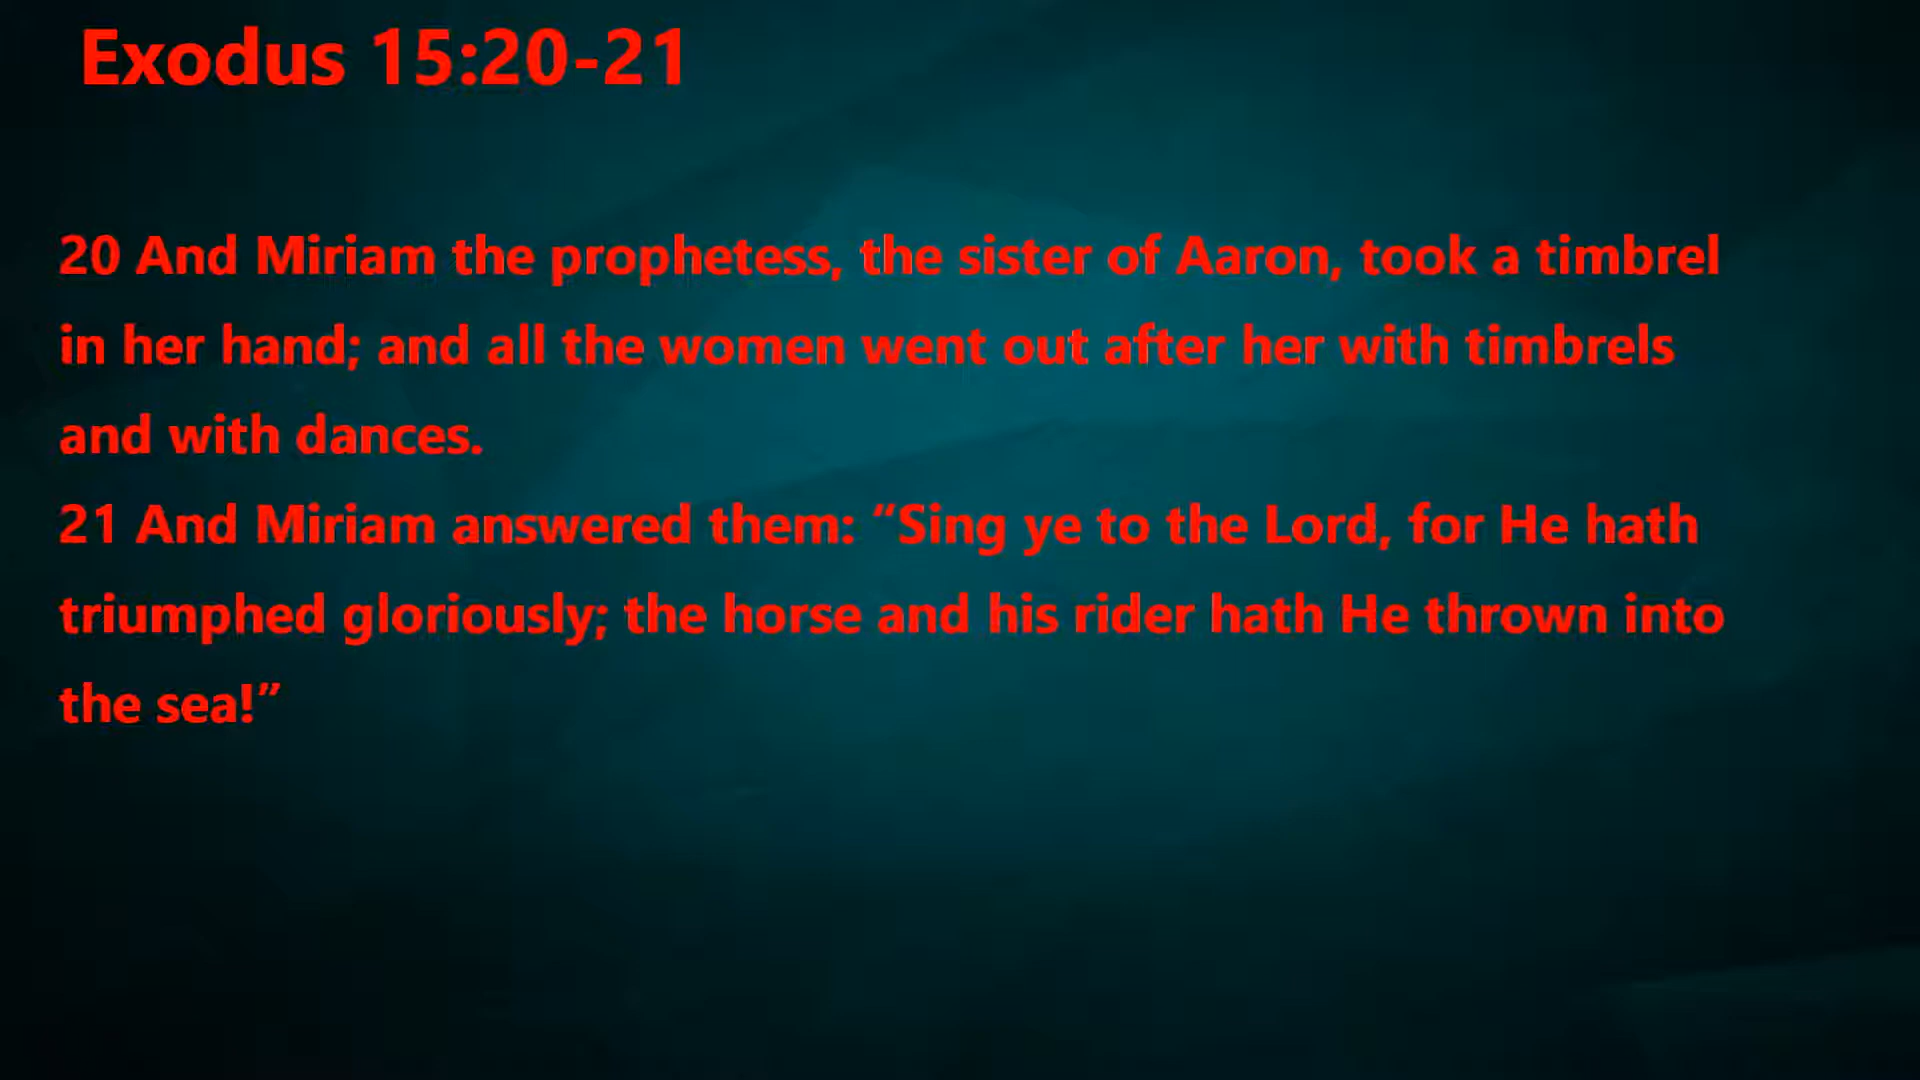 Exodus 15:20-21
20 And Miriam the prophetess, the sister of Aaron, took a timbrel
in her hand; and all the women went out after her with timbrels
and with dances.
21 And Miriam answered them: “Sing ye to the Lord, for He hath
triumphed gloriously; the horse and his rider hath He thrown into
the sea!”